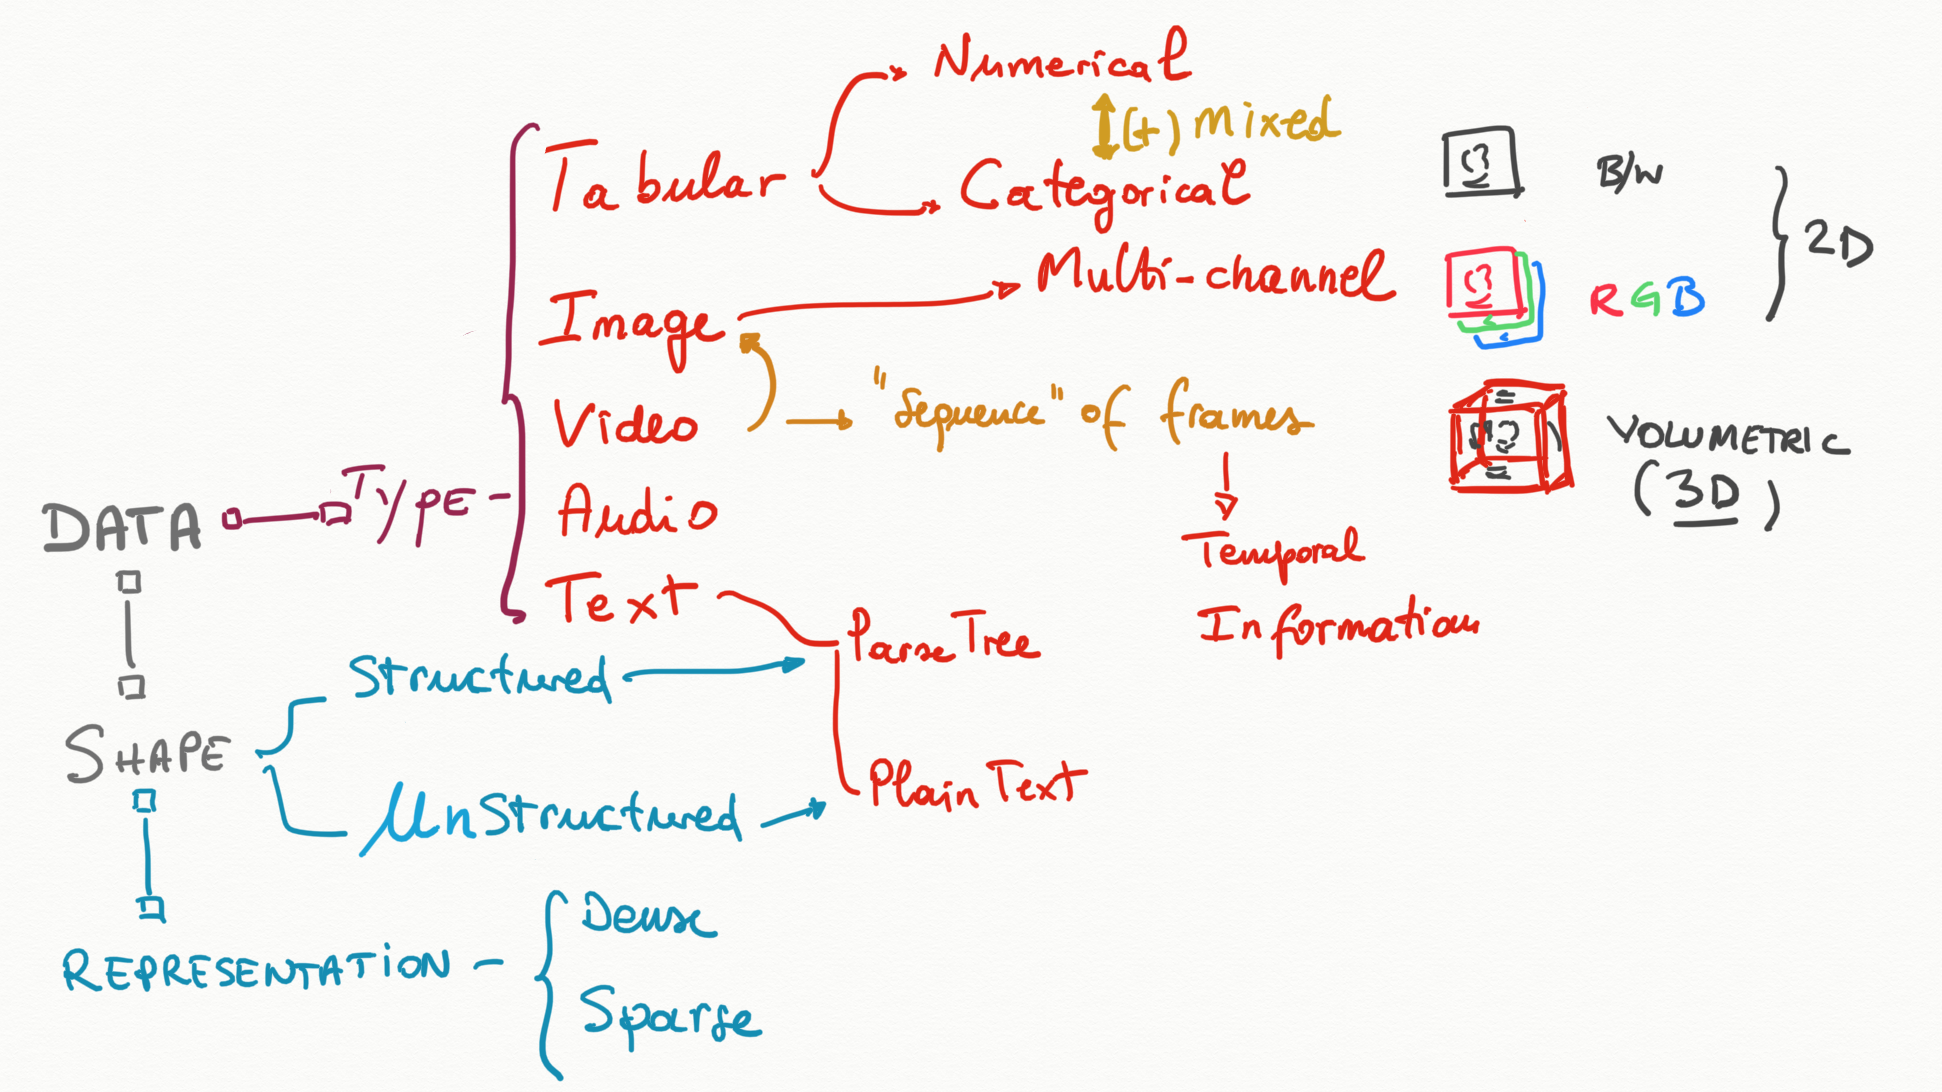 Numerical
(+) Mixed
Tabular
Categorical
B/W
2D
Multi-channel
Image
RGB
Video
"Sequence" of frames
VOLUMETRIC
(3D)
DATA
TYPE
Audio
Temporal
Information
Text
Parse Tree
Structured
SHAPE
Plain Text
UnStructured
Dense
REPRESENTATION
Sparse